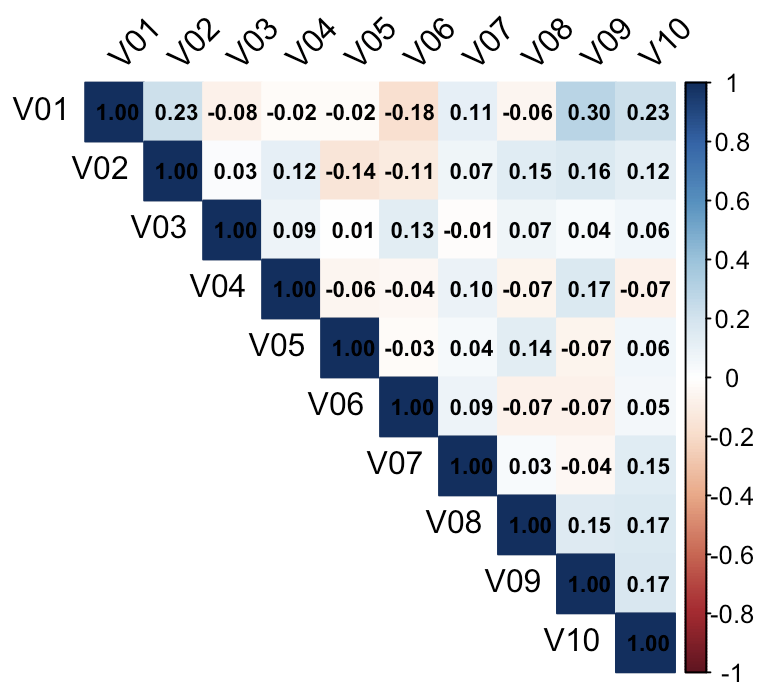 V01 V02 V03 V04 V05 V06 V07 V08 V09 V10
1
V01 1.00 0.23 -0.08 -0.02 -0.02 -0.18 0.11 -0.06 0.30 0.23
0.8
V02 1.00 0.03 0.12 -0.14 -0.11 0.07 0.15 0.16 0.12
0.6
V03 1.00 0.09 0.01 0.13 -0.01 0.07 0.04 0.06
0.4
V04 1.00 -0.06 -0.04 0.10 -0.07 0.17 -0.07
0.2
V05 1.00 -0.03 0.04 0.14 -0.07 0.06
0
V06 1.00 0.09 -0.07 -0.07 0.05
-0.2
V07 1.00 0.03 -0.04 0.15
-0.4
V08 1.00 0.15 0.17
-0.6
V09 1.00 0.17
-0.8
V10 1.00
-1